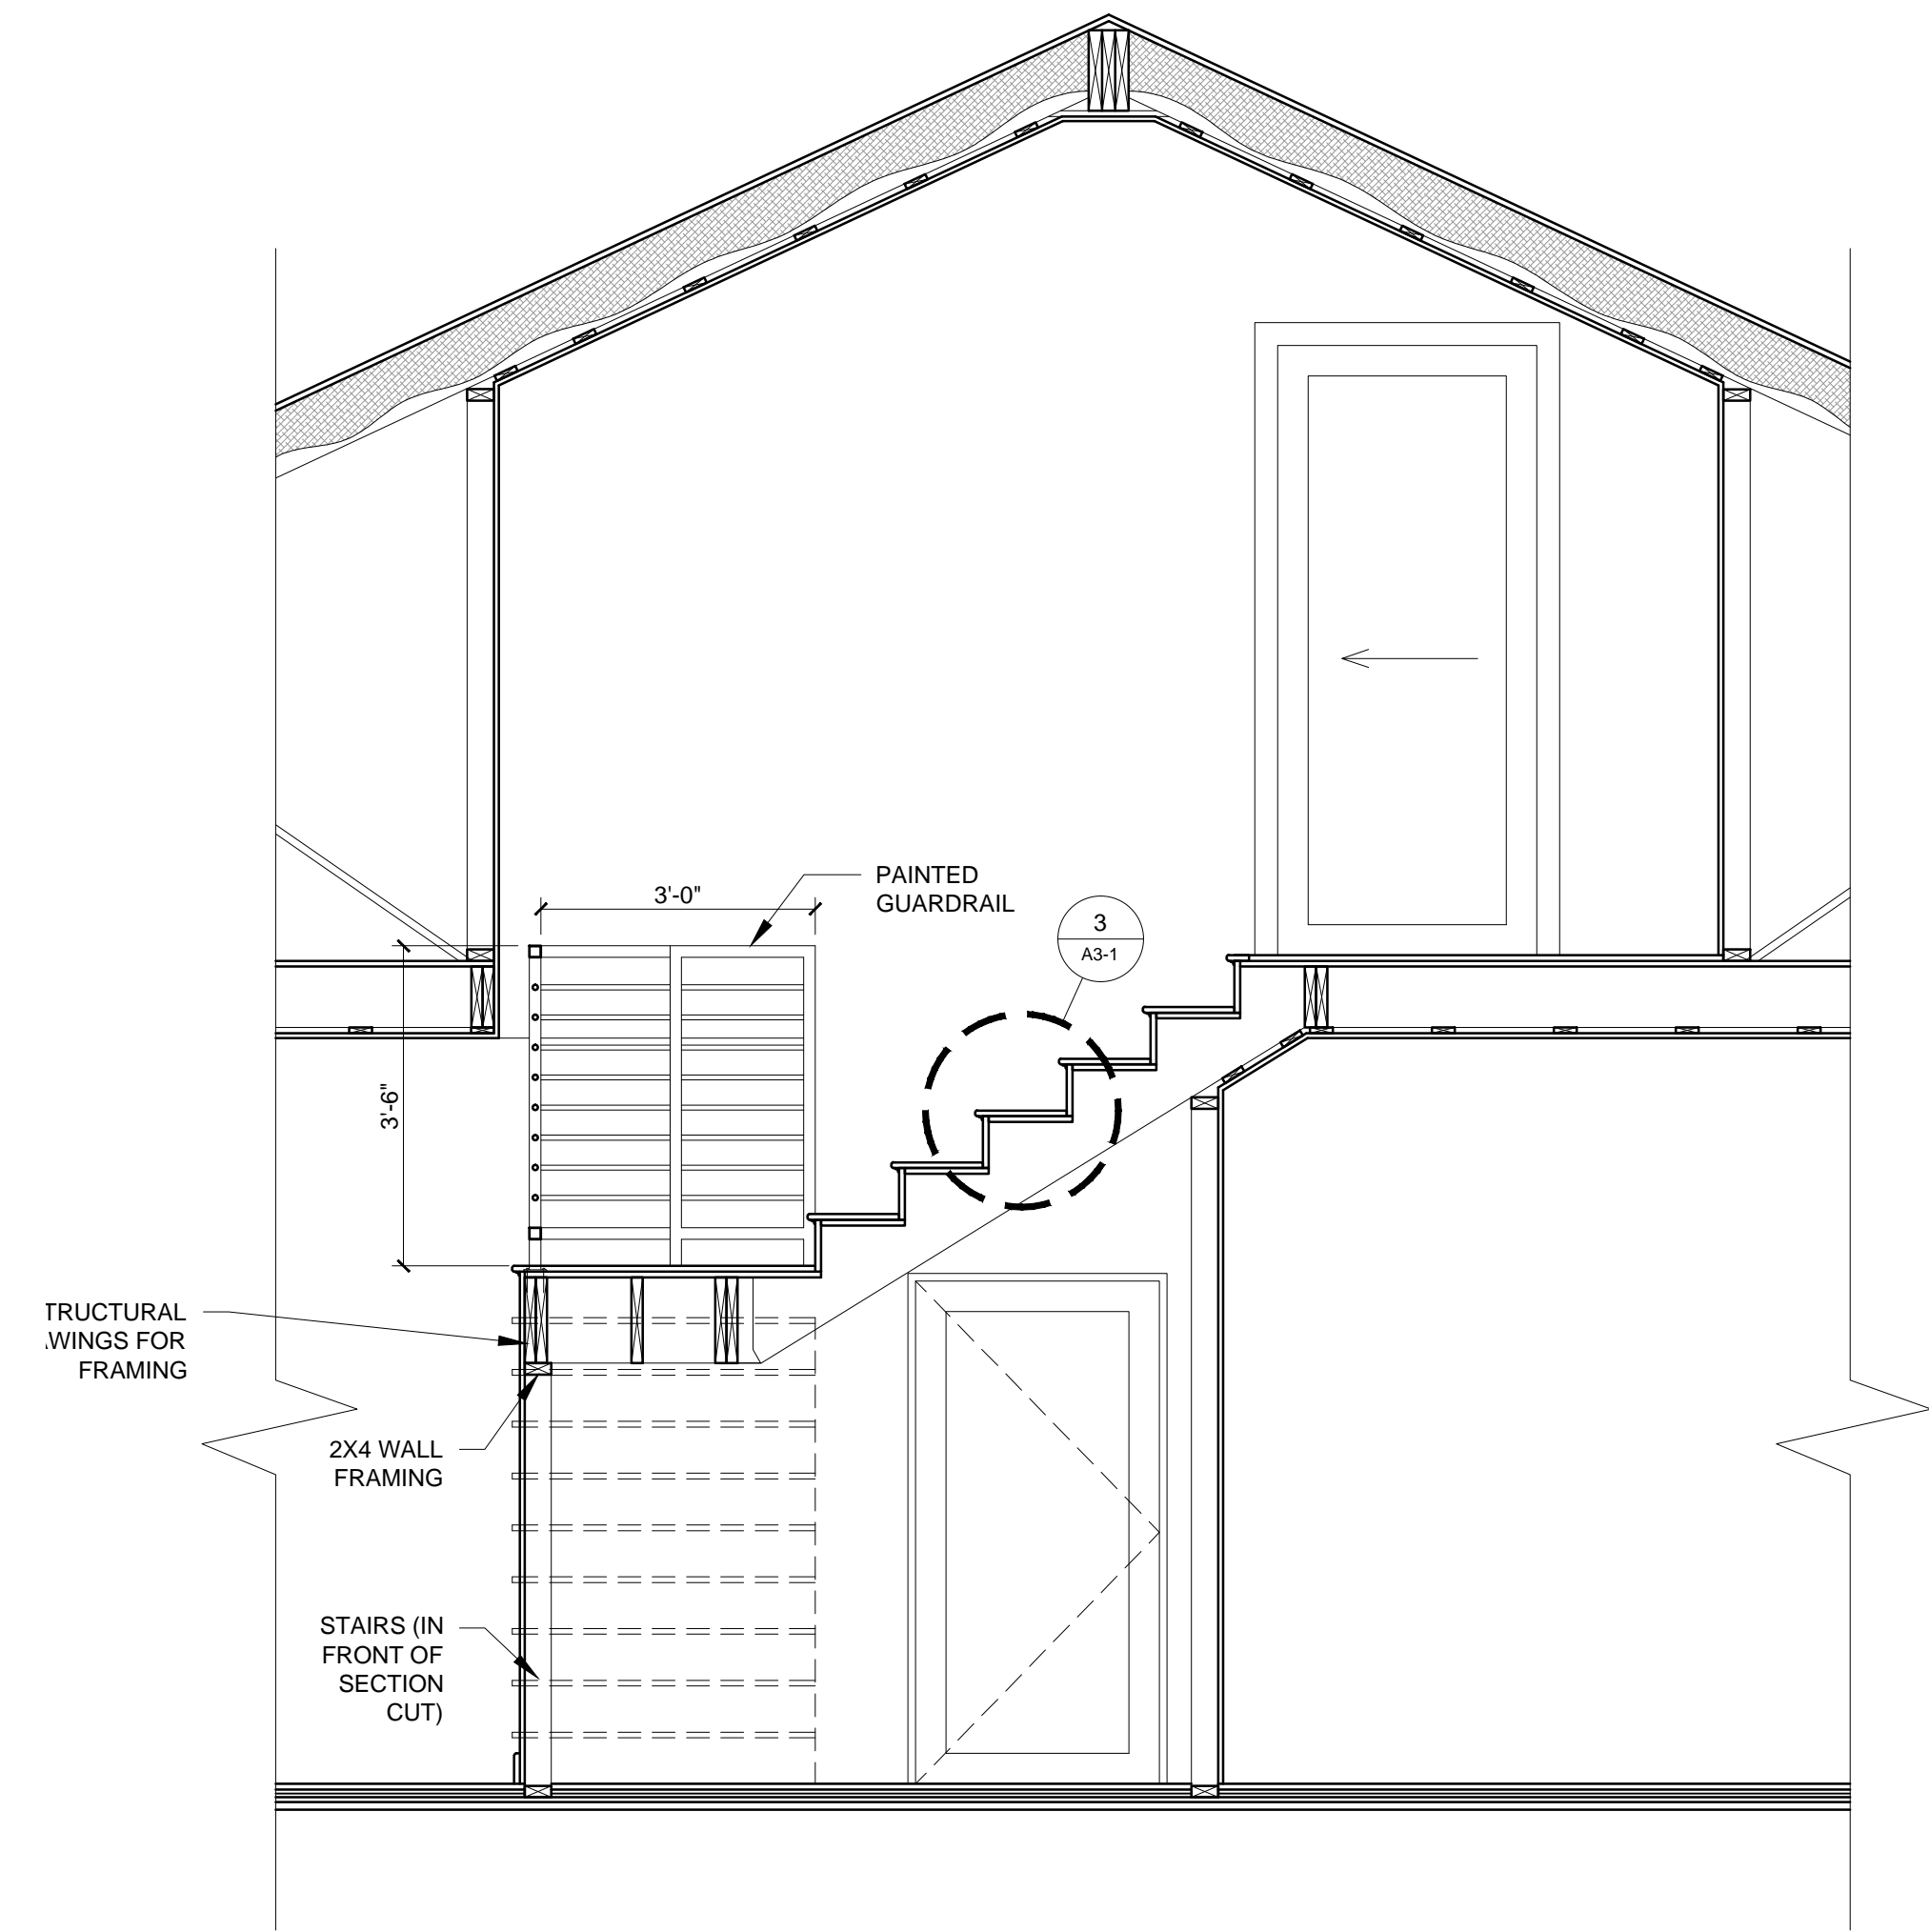 PAINTED
GUARDRAIL
3'-0"
3
A3-1
3'-6"
TRUCTURAL
WINGS FOR
FRAMING
2X4 WALL
FRAMING
STAIRS (IN
FRONT OF
SECTION
CUT)